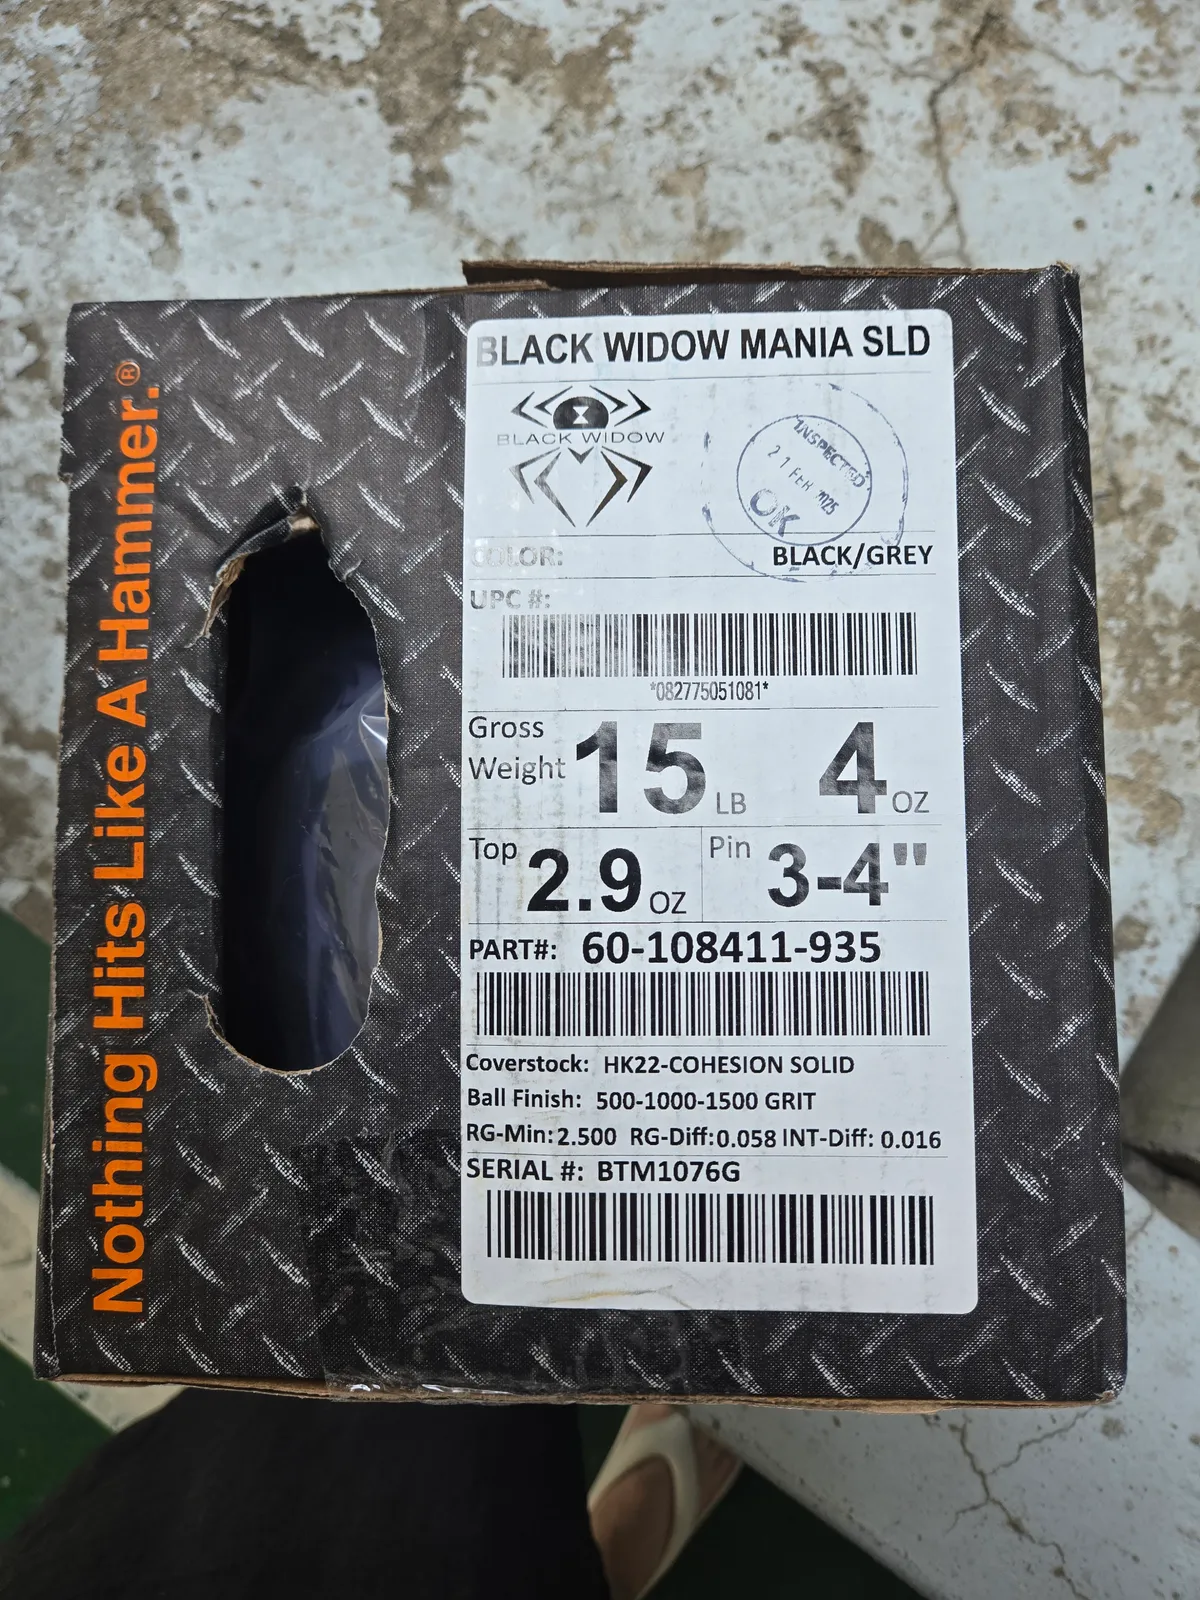 Nothing Hits Like A Hammer.®
BLACK WIDOW MANIA SLD
BLACK WIDOW
INSPECTED
21 FEB 2025
OK
COLOR: BLACK/GREY
UPC #:
*082775051081*
Gross Weight 15 LB 4 OZ
Top 2.9 OZ Pin 3-4"
PART#: 60-108411-935
Coverstock: HK22-COHESION SOLID
Ball Finish: 500-1000-1500 GRIT
RG-Min: 2.500 RG-Diff: 0.058 INT-Diff: 0.016
SERIAL #: BTM1076G